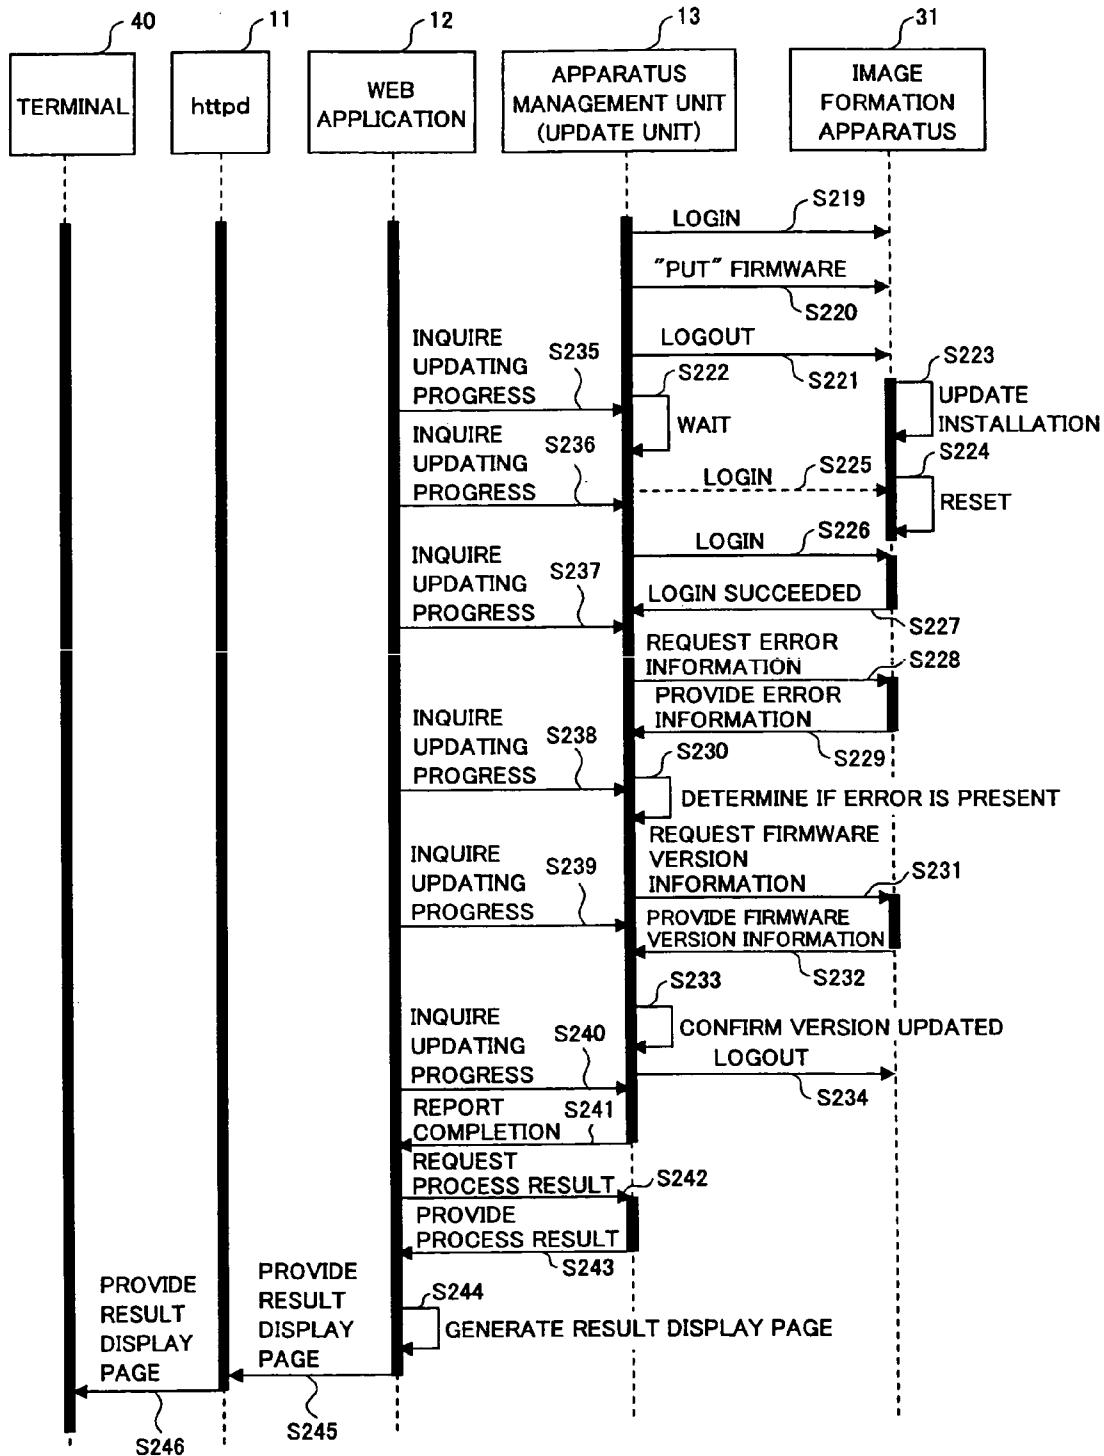 40
11
12
13
31
TERMINAL
httpd
WEB
APPLICATION
APPARATUS
MANAGEMENT UNIT
(UPDATE UNIT)
IMAGE
FORMATION
APPARATUS
LOGIN
S219
"PUT" FIRMWARE
S220
INQUIRE
UPDATING
PROGRESS
S235
LOGOUT
S221
S222
WAIT
S223
UPDATE
INSTALLATION
INQUIRE
UPDATING
PROGRESS
S236
LOGIN
S225
S224
RESET
LOGIN
S226
INQUIRE
UPDATING
PROGRESS
S237
LOGIN SUCCEEDED
S227
REQUEST ERROR
INFORMATION
S228
PROVIDE ERROR
INFORMATION
S229
INQUIRE
UPDATING
PROGRESS
S238
S230
DETERMINE IF ERROR IS PRESENT
REQUEST FIRMWARE
VERSION
INFORMATION
S231
INQUIRE
UPDATING
PROGRESS
S239
PROVIDE FIRMWARE
VERSION INFORMATION
S232
S233
CONFIRM VERSION UPDATED
INQUIRE
UPDATING
PROGRESS
S240
LOGOUT
S234
REPORT
COMPLETION
S241
REQUEST
PROCESS RESULT
S242
PROVIDE
PROCESS RESULT
S243
S244
GENERATE RESULT DISPLAY PAGE
PROVIDE
RESULT
DISPLAY
PAGE
S245
PROVIDE
RESULT
DISPLAY
PAGE
S246